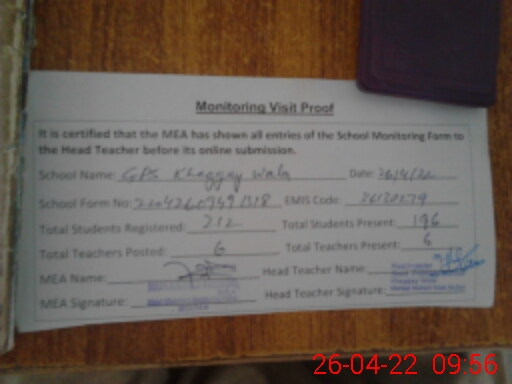 Monitoring Visit Proof
It is certified that the MEA has shown all entries of the School Monitoring Form to
the Head Teacher before its online submission.
School Name: GPS Khaggay Wala Date: 26/4/22
School Form No: EMIS Code:
Total Students Registered: 212 Total Students Present: 196
Total Teachers Posted: 6 Total Teachers Present: 6
MEA Name: Head Teacher Name:
MEA Signature: Head Teacher Signature:
26-04-22 09:56